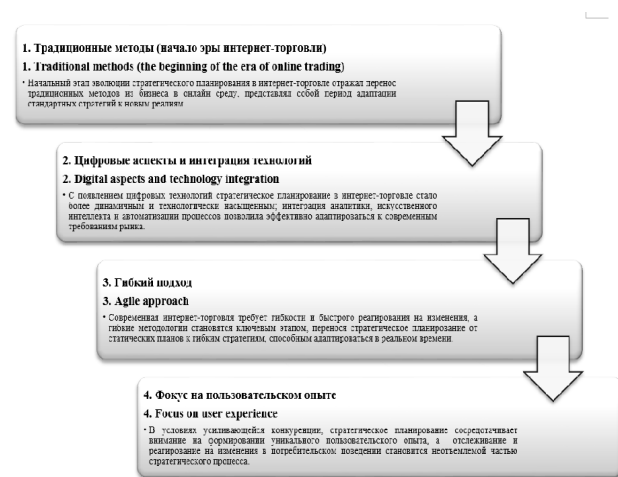 1. Традиционные методы (начало эры интернет-торговли)
1. Traditional methods (the beginning of the era of online trading)
• Начальный этап эволюции стратегического планирования в интернет-торговле отражал перенос
традиционных методов из бизнеса в онлайн среду, представлял собой период адаптации
стандартных стратегий к новым реалиям
2. Цифровые аспекты и интеграция технологий
2. Digital aspects and technology integration
• С появлением цифровых технологий стратегическое планирование в интернет-торговле стало
более динамичным и технологически насыщенным; интеграция аналитики, искусственного
интеллекта и автоматизации процессов позволила эффективно адаптироваться к современным
требованиям рынка.
3. Гибкий подход
3. Agile approach
• Современная интернет-торговля требует гибкости и быстрого реагирования на изменения, а
гибкие методологии становятся ключевым этапом, перенося стратегическое планирование от
статических планов к гибким стратегиям, способным адаптироваться в реальном времени.
4. Фокус на пользовательском опыте
4. Focus on user experience
• В условиях усиливающейся конкуренции, стратегическое планирование сосредотачивает
внимание на формировании уникального пользовательского опыта, а отслеживание и
реагирование на изменения в потребительском поведении становится неотъемлемой частью
стратегического процесса.